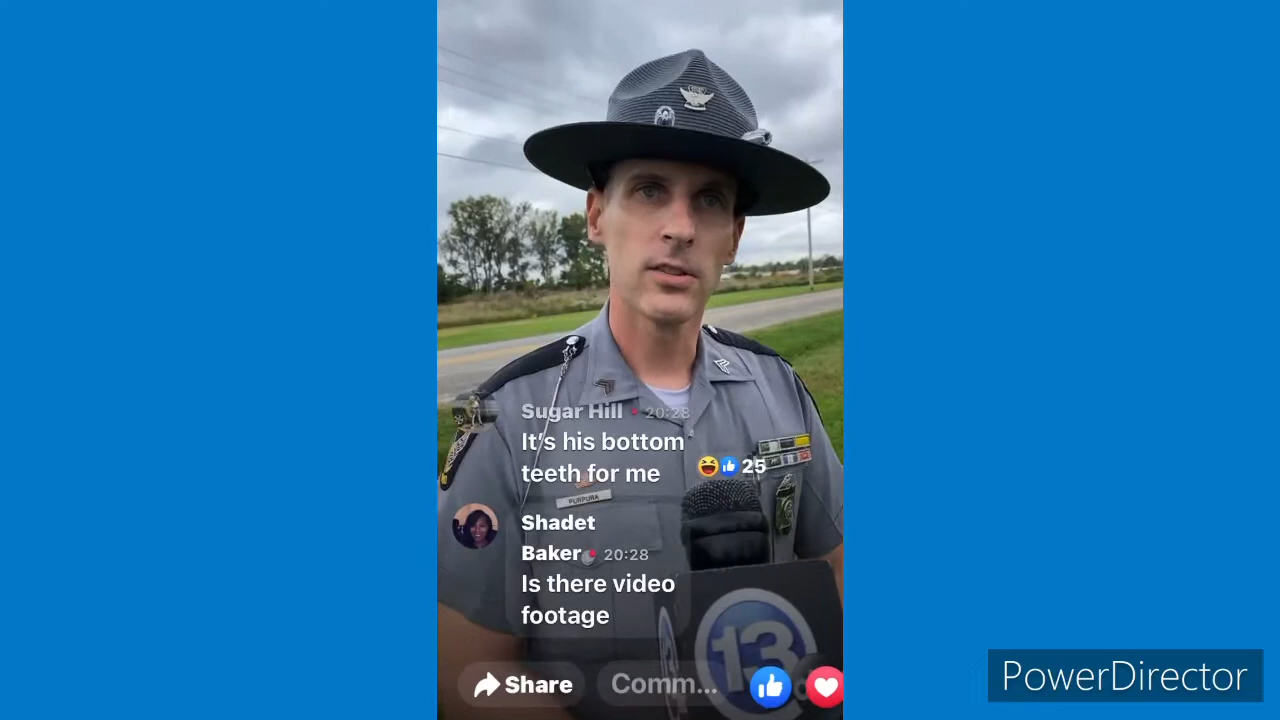 Sugar Hill • 20:28
It's his bottom
teeth for me
25
PURPURA
Shadet
Baker • 20:28
Is there video
footage
13
Share
Comm...
PowerDirector